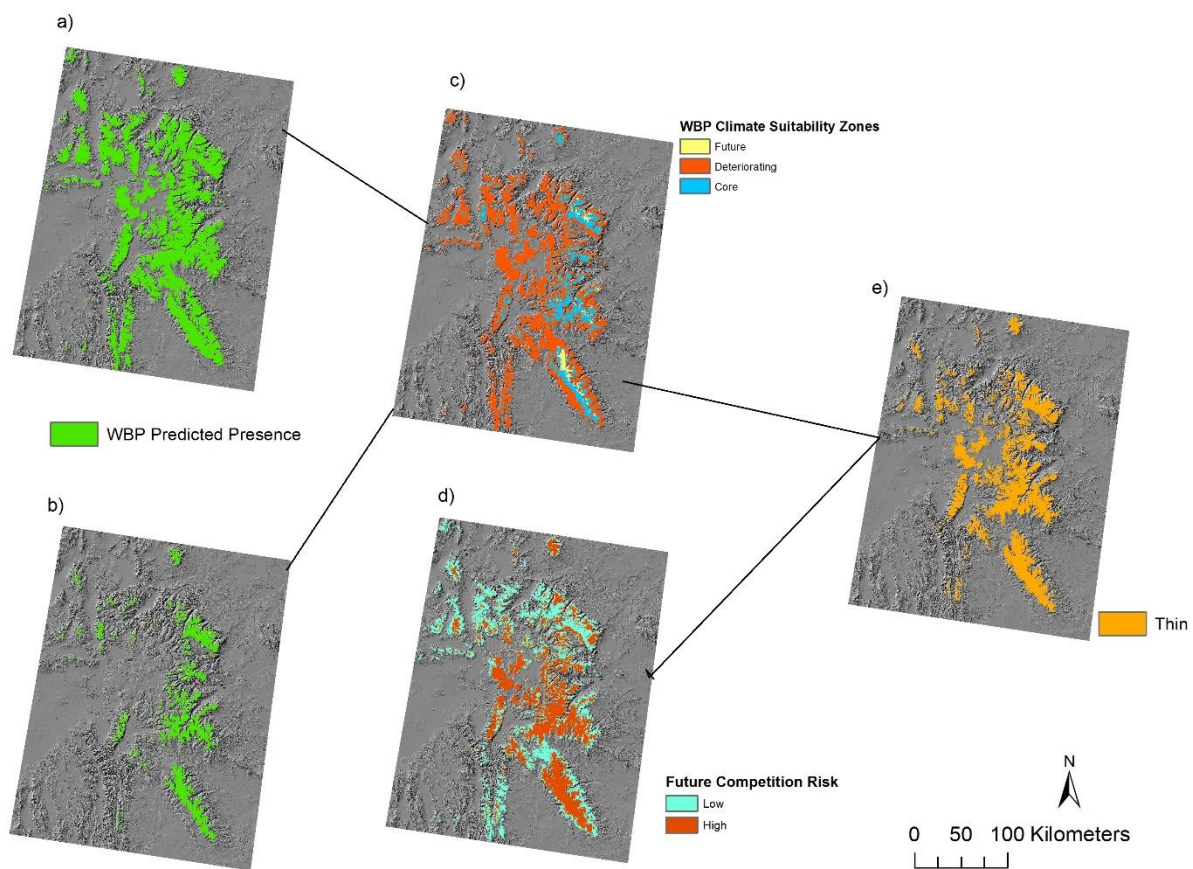 a)
c)
WBP Climate Suitability Zones
Future
Deteriorating
Core
e)
WBP Predicted Presence
b)
d)
Thin
Future Competition Risk
Low
High
N
0 50 100 Kilometers